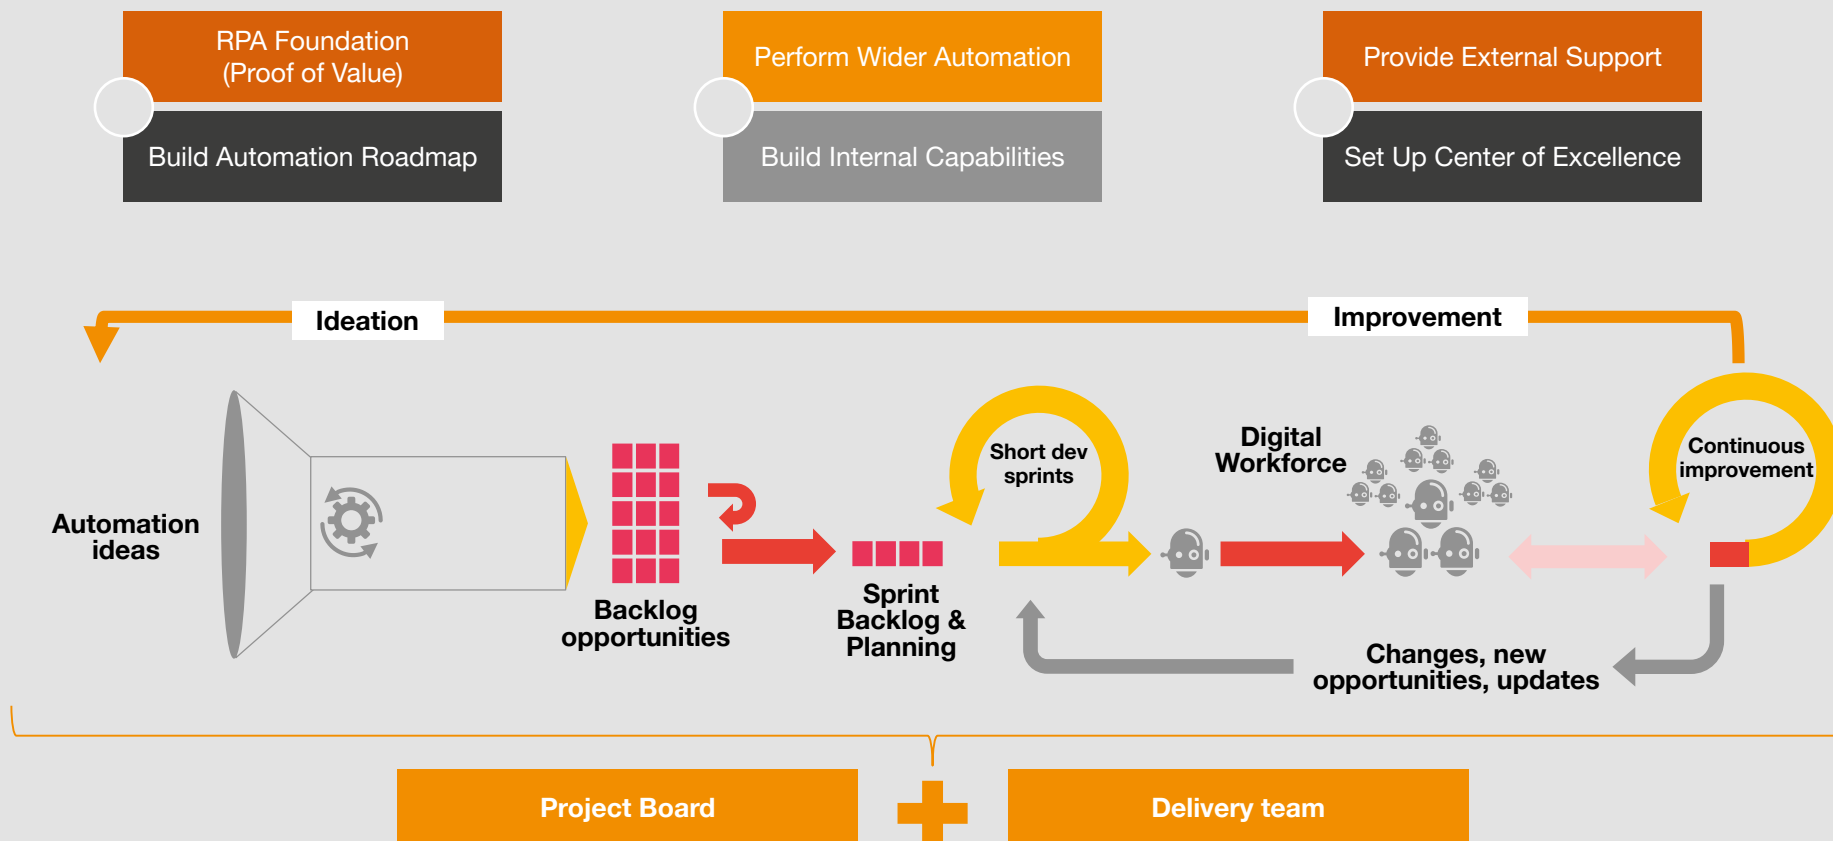 RPA Foundation
(Proof of Value)
Build Automation Roadmap
Perform Wider Automation
Build Internal Capabilities
Provide External Support
Set Up Center of Excellence
Ideation
Improvement
Automation
ideas
Backlog
opportunities
Sprint
Backlog &
Planning
Short dev
sprints
Digital
Workforce
Continuous
improvement
Changes, new
opportunities, updates
Project Board
Delivery team